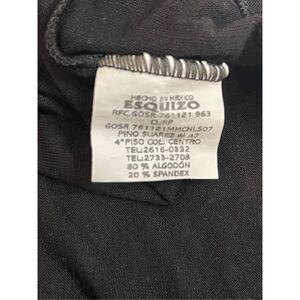 HECHO EN MEXICO
ESQUIZO
RFC.GOSR 761121 963
CURP
GOSR 761121MMCNLS07
PINO SUAREZ # 47
4° PISO COL. CENTRO
TEL:2616-0332
TEL:2733-2708
80 % ALGODÓN
20 % SPANDEX